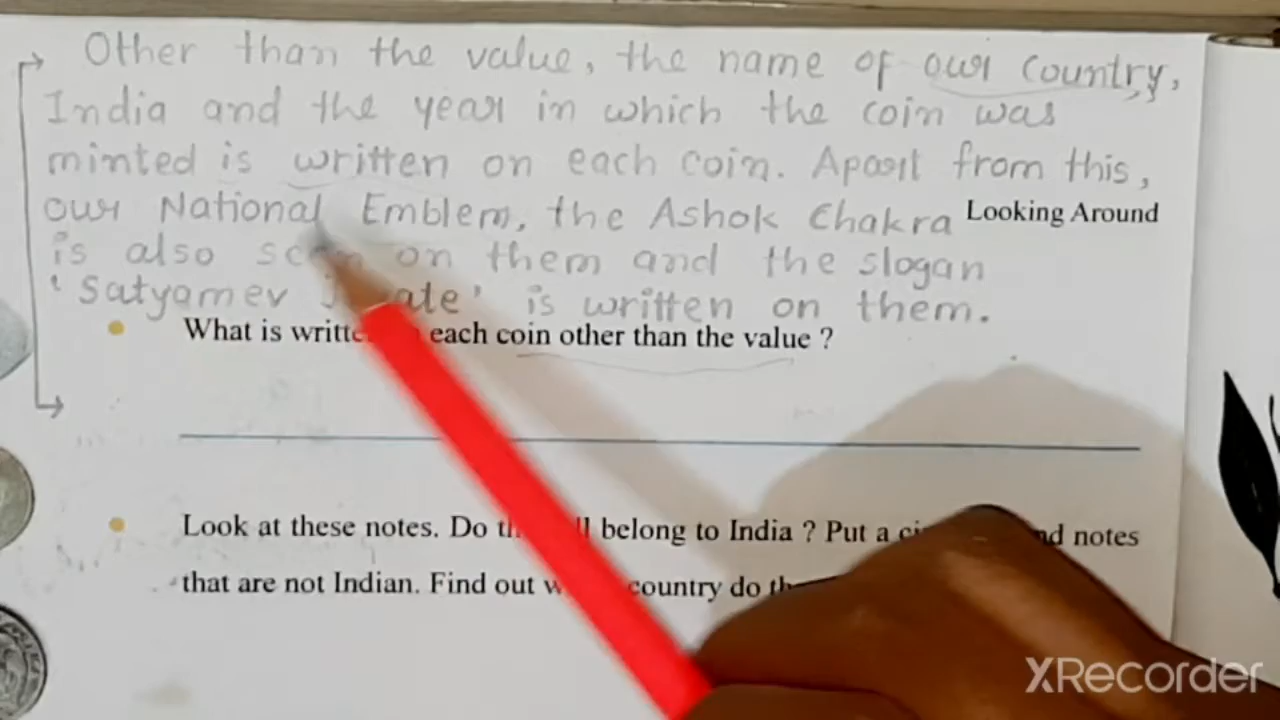 Other than the value, the name of our country,
India and the year in which the coin was
minted is written on each coin. Apart from this,
our National Emblem, the Ashok Chakra
Looking Around
is also on them and the slogan
'Satyamev is written on them.
What is each coin other than the value ?
Look at these notes. Do belong to India ? Put a notes
that are not Indian. Find out country do
XRecorder